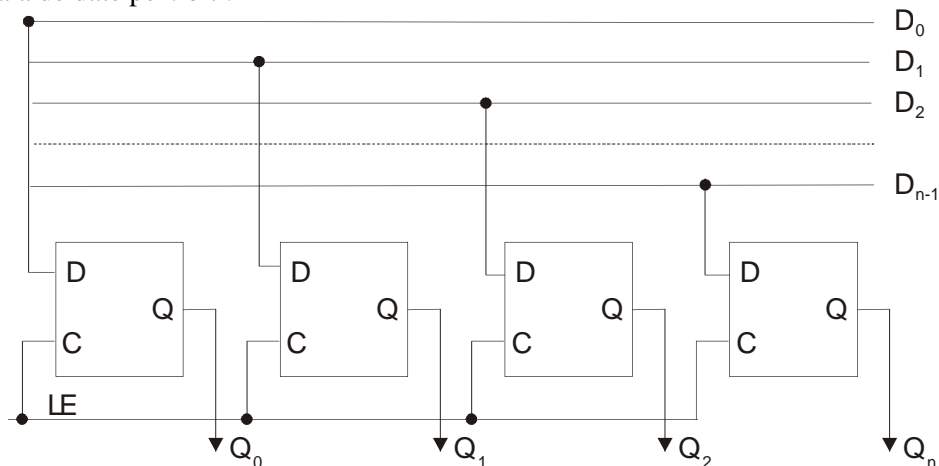 D0
D1
D2
Dn-1
D D D D
Q Q Q Q
C C C C
LE
Q0 Q1 Q2 Qn